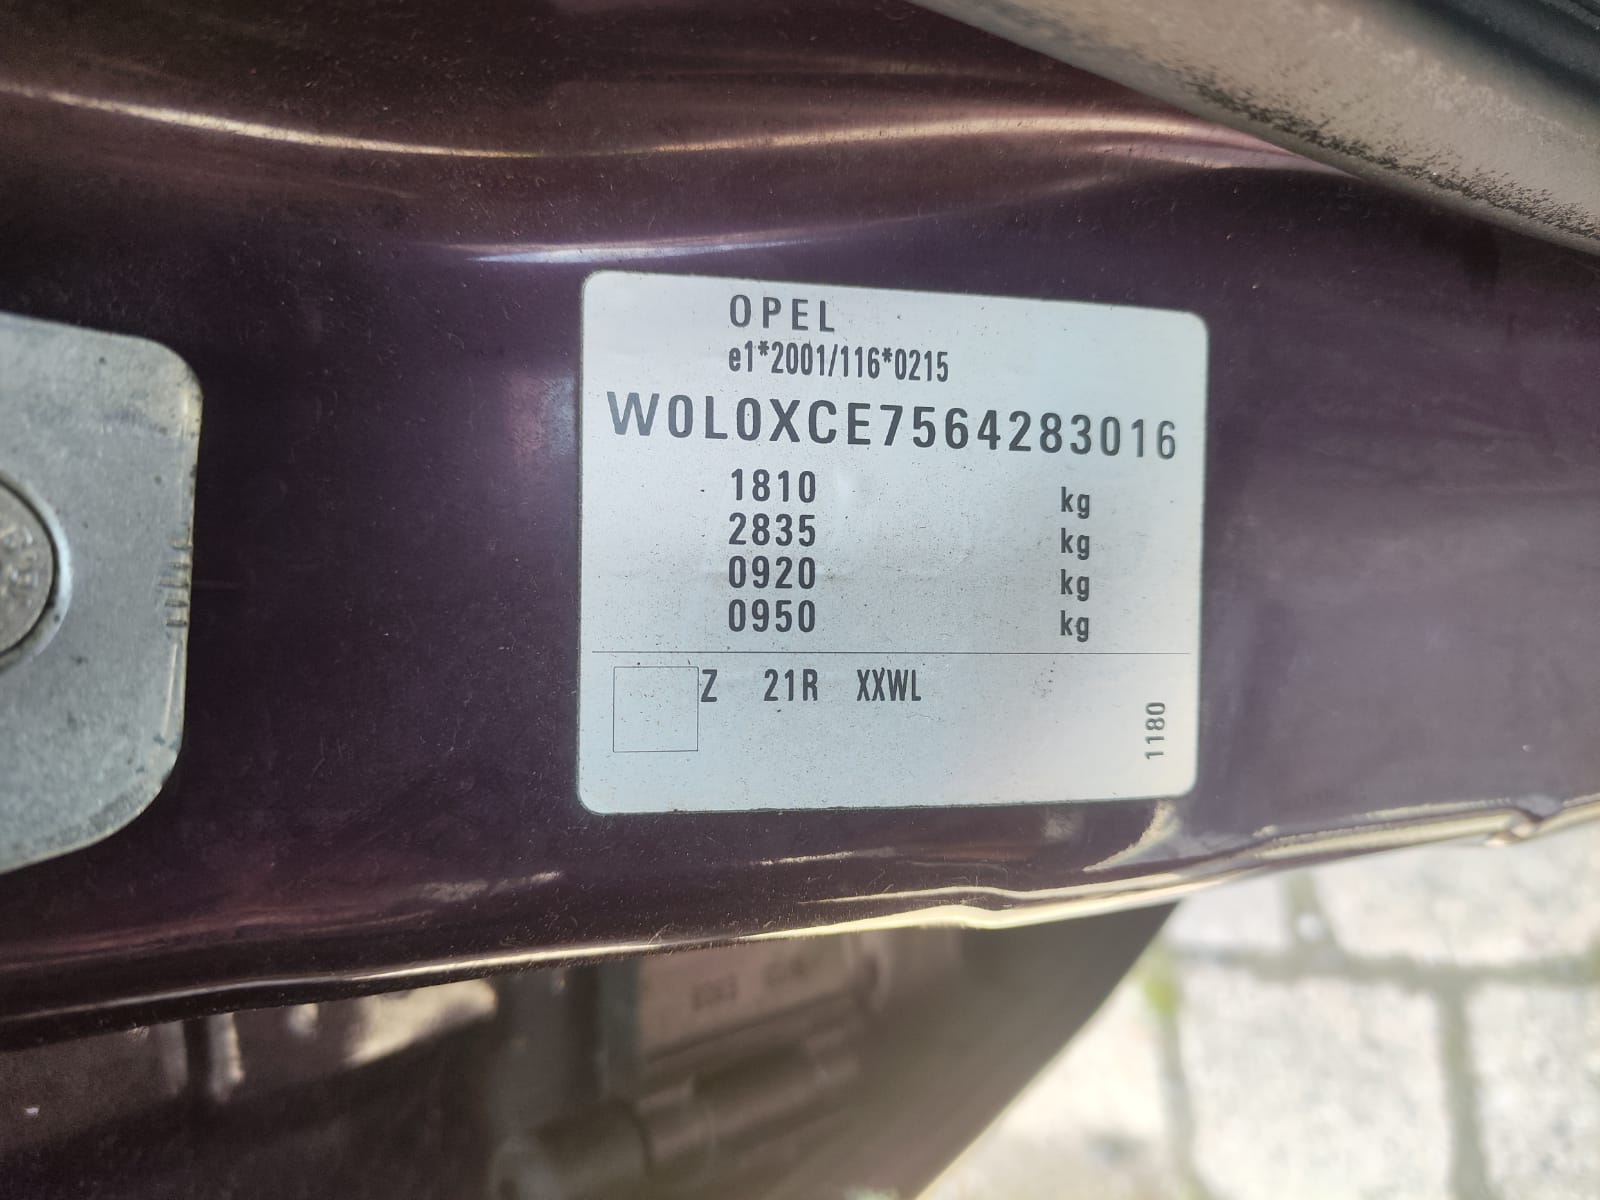 OPEL
e1*2001/116*0215
W0L0XCE7564283016
1810 kg
2835 kg
0920 kg
0950 kg
Z 21R XXWL
1180